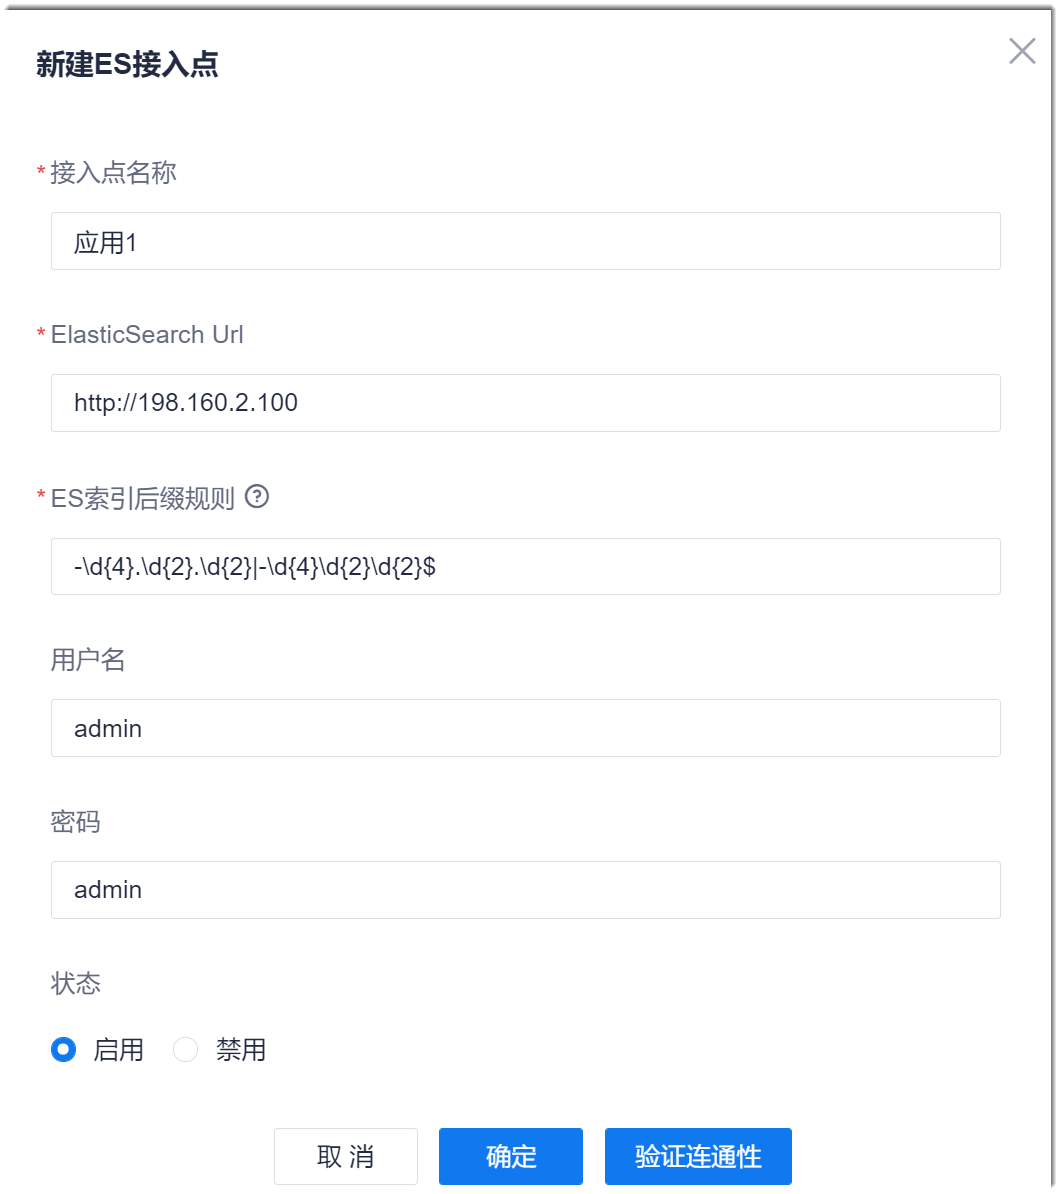 新建ES接入点
*接入点名称
应用1
*ElasticSearch Url
http://198.160.2.100
*ES索引后缀规则 ?
-\d{4}.\d{2}.\d{2}|-\d{4}\d{2}\d{2}$
用户名
admin
密码
admin
状态
启用 禁用
取消 确定 验证连通性